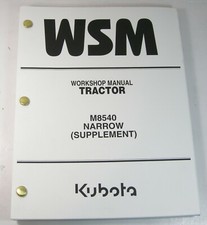 WSM
WORKSHOP MANUAL
TRACTOR
M8540
NARROW
(SUPPLEMENT)
Kubota